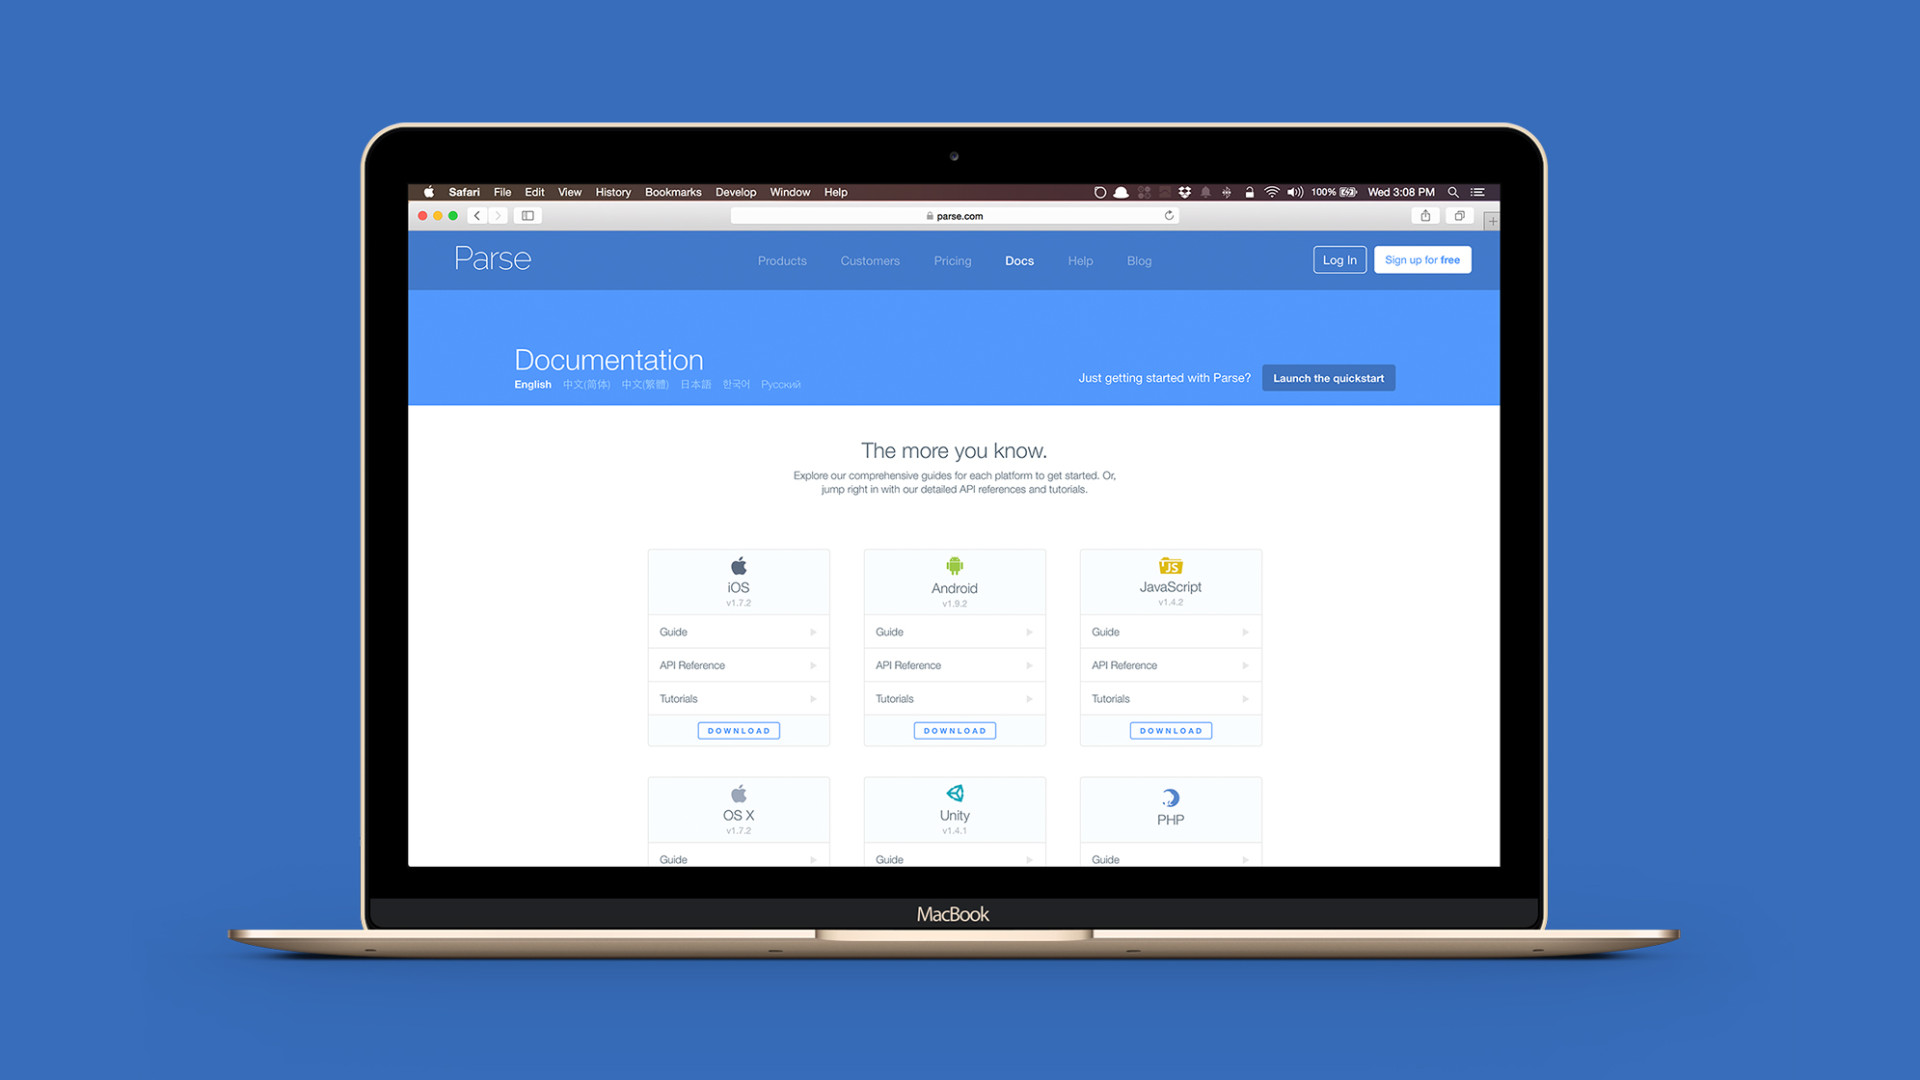 Safari File Edit View History Bookmarks Develop Window Help 100% Wed 3:08 PM
parse.com
Parse Products Customers Pricing Docs Help Blog Log In Sign up for free
Documentation
English 中文(简体) 中文(繁體) 日本語 한국어 Русский
Just getting started with Parse? Launch the quickstart
The more you know.
Explore our comprehensive guides for each platform to get started. Or,
jump right in with our detailed API references and tutorials.
iOS
v1.7.2
Guide
API Reference
Tutorials
DOWNLOAD
Android
v1.9.2
Guide
API Reference
Tutorials
DOWNLOAD
JS
JavaScript
v1.4.2
Guide
API Reference
Tutorials
DOWNLOAD
OS X
v1.7.2
Guide
Unity
v1.4.1
Guide
PHP
Guide
MacBook